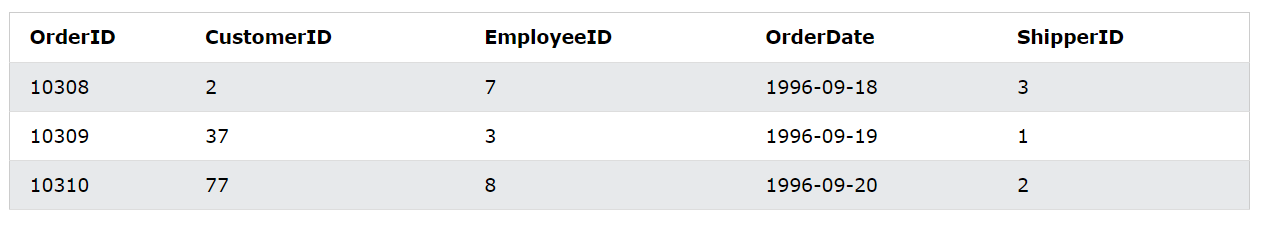 OrderID CustomerID EmployeeID OrderDate ShipperID
10308 2 7 1996-09-18 3
10309 37 3 1996-09-19 1
10310 77 8 1996-09-20 2